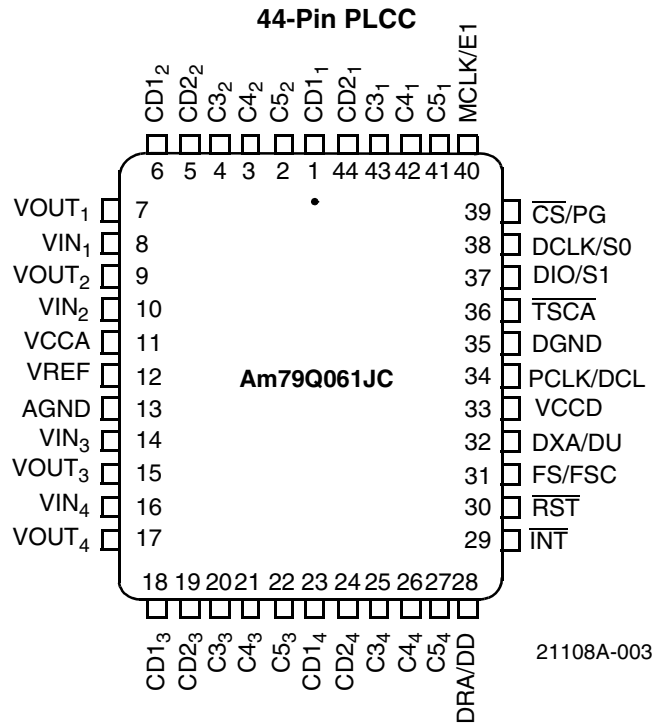 44-Pin PLCC
CD1₂ CD2₂ C3₂ C4₂ C5₂ CD1₁ CD2₁ C3₁ C4₁ C5₁ MCLK/E1
6 5 4 3 2 1 44 43 42 41 40
VOUT₁ 7 39 C̅S̅/PG
VIN₁ 8 38 DCLK/S0
VOUT₂ 9 37 DIO/S1
VIN₂ 10 36 T̅S̅C̅A̅
VCCA 11 35 DGND
VREF 12 Am79Q061JC 34 PCLK/DCL
AGND 13 33 VCCD
VIN₃ 14 32 DXA/DU
VOUT₃ 15 31 FS/FSC
VIN₄ 16 30 R̅S̅T̅
VOUT₄ 17 29 I̅N̅T̅
18 19 20 21 22 23 24 25 26 27 28
CD1₃ CD2₃ C3₃ C4₃ C5₃ CD1₄ CD2₄ C3₄ C4₄ C5₄ DRA/DD
21108A-003